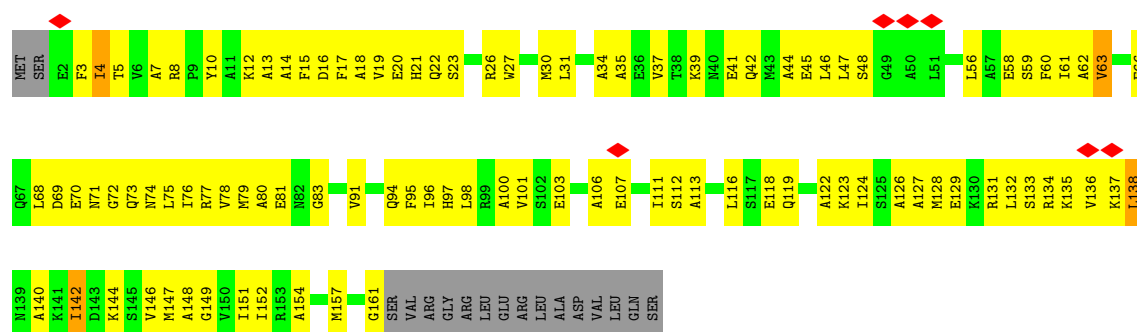 MET SER E2 F3 I4 T5 V6 A7 R8 P9 Y10 A11 K12 A13 A14 F15 D16 F17 A18 V19 E20 H21 Q22 S23 R26 W27 M30 L31 A34 A35 E36 V37 T38 K39 N40 E41 Q42 M43 A44 E45 L46 L47 S48 G49 A50 L51 L56 A57 E58 S59 F60 I61 A62 V63
Q67 L68 D69 E70 N71 G72 Q73 N74 L75 I76 R77 V78 M79 A80 E81 N82 G83 V91 Q94 F95 I96 H97 L98 R99 A100 V101 S102 E103 A106 E107 I111 S112 A113 L116 S117 E118 Q119 A122 K123 I124 S125 A126 A127 M128 E129 K130 R131 L132 S133 R134 K135 V136 K137 L138
N139 A140 K141 I142 D143 K144 S145 V146 M147 A148 G149 V150 I151 I152 R153 A154 M157 G161 SER VAL ARG GLY ARG LEU GLU ARG LEU ALA ASP VAL LEU GLN SER